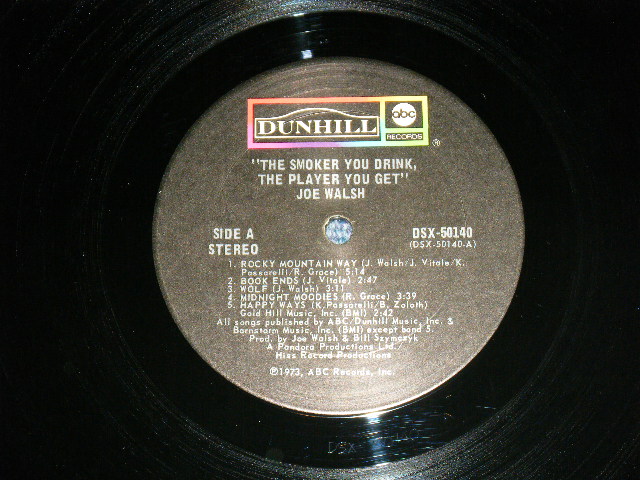 DUNHILL
abc
RECORDS
®
"THE SMOKER YOU DRINK,
THE PLAYER YOU GET"
JOE WALSH
SIDE A
STEREO
DSX-50140
(DSX-50140-A)
1. ROCKY MOUNTAIN WAY (J. Walsh/J. Vitale/K.
Passarelli/R. Grace) 5:14
2. BOOK ENDS (J. Vitale) 2:47
3. WOLF (J. Walsh) 3:11
4. MIDNIGHT MOODIES (R. Grace) 3:39
5. HAPPY WAYS (K. Passarelli/B. Zoloth)
Gold Hill Music, Inc. (BMI) 2:42
All songs published by ABC/Dunhill Music, Inc. &
Barnstorm Music, Inc. (BMI) except band 5.
Prod. by Joe Walsh & Bill Szymczyk
A Pandora Productions Ltd./
Hiss Record Productions
℗1973, ABC Records, Inc.